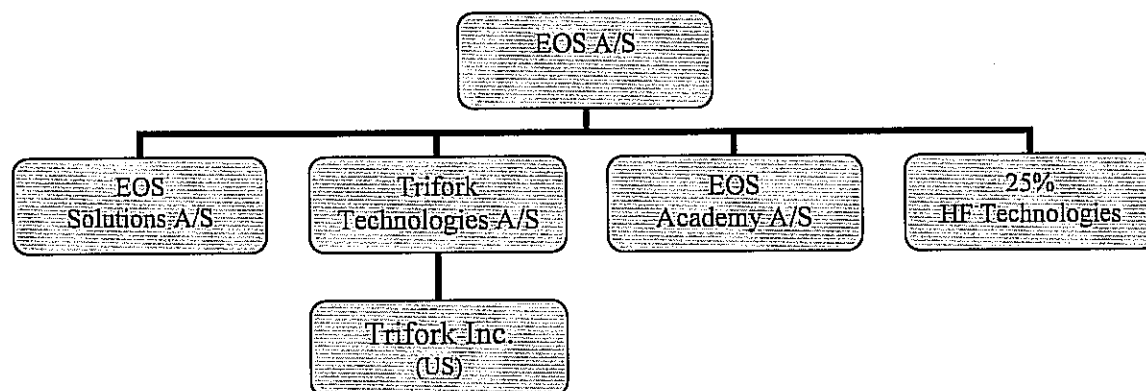 EOS A/S
EOS
Solutions A/S
Trifork
Technologies A/S
EOS
Academy A/S
25%
HF Technologies
Trifork Inc.
(US)